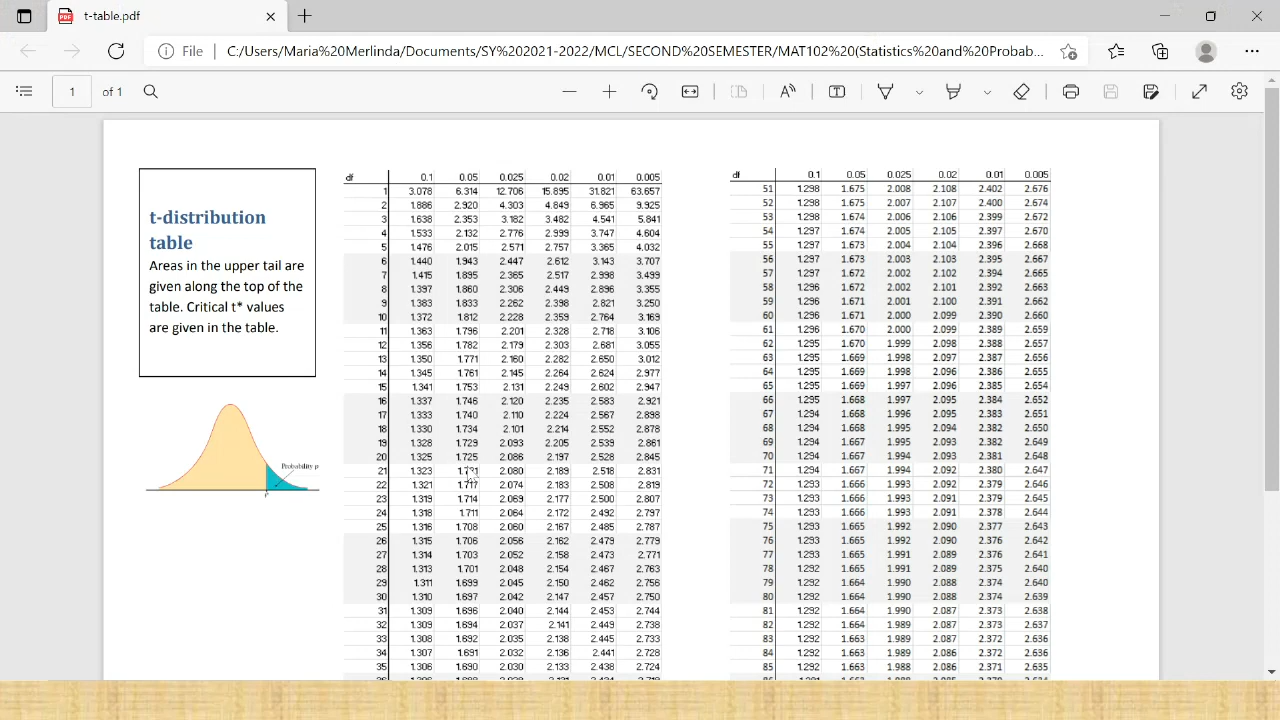 t-table.pdf
File C:/Users/Maria%20Merlinda/Documents/SY%202021-2022/MCL/SECOND%20SEMESTER/MAT102%20(Statistics%20and%20Probab...
1 of 1
t-distribution
table
Areas in the upper tail are
given along the top of the
table. Critical t* values
are given in the table.
Probability p
df 0.1 0.05 0.025 0.02 0.01 0.005
1 3.078 6.314 12.706 15.895 31.821 63.657
2 1.886 2.920 4.303 4.849 6.965 9.925
3 1.638 2.353 3.182 3.482 4.541 5.841
4 1.533 2.132 2.776 2.999 3.747 4.604
5 1.476 2.015 2.571 2.757 3.365 4.032
6 1.440 1.943 2.447 2.612 3.143 3.707
7 1.415 1.895 2.365 2.517 2.998 3.499
8 1.397 1.860 2.306 2.449 2.896 3.355
9 1.383 1.833 2.262 2.398 2.821 3.250
10 1.372 1.812 2.228 2.359 2.764 3.169
11 1.363 1.796 2.201 2.328 2.718 3.106
12 1.356 1.782 2.179 2.303 2.681 3.055
13 1.350 1.771 2.160 2.282 2.650 3.012
14 1.345 1.761 2.145 2.264 2.624 2.977
15 1.341 1.753 2.131 2.249 2.602 2.947
16 1.337 1.746 2.120 2.235 2.583 2.921
17 1.333 1.740 2.110 2.224 2.567 2.898
18 1.330 1.734 2.101 2.214 2.552 2.878
19 1.328 1.729 2.093 2.205 2.539 2.861
20 1.325 1.725 2.086 2.197 2.528 2.845
21 1.323 2.080 2.189 2.518 2.831
22 1.321 2.074 2.183 2.508 2.819
23 1.319 1.714 2.069 2.177 2.500 2.807
24 1.318 1.711 2.064 2.172 2.492 2.797
25 1.316 1.708 2.060 2.167 2.485 2.787
26 1.315 1.706 2.056 2.162 2.479 2.779
27 1.314 1.703 2.052 2.158 2.473 2.771
28 1.313 1.701 2.048 2.154 2.467 2.763
29 1.311 1.699 2.045 2.150 2.462 2.756
30 1.310 1.697 2.042 2.147 2.457 2.750
31 1.309 1.696 2.040 2.144 2.453 2.744
32 1.309 1.694 2.037 2.141 2.449 2.738
33 1.308 1.692 2.035 2.138 2.445 2.733
34 1.307 1.691 2.032 2.136 2.441 2.728
35 1.306 1.690 2.030 2.133 2.438 2.724
df 0.1 0.05 0.025 0.02 0.01 0.005
51 1.298 1.675 2.008 2.108 2.402 2.676
52 1.298 1.675 2.007 2.107 2.400 2.674
53 1.298 1.674 2.006 2.106 2.399 2.672
54 1.297 1.674 2.005 2.105 2.397 2.670
55 1.297 1.673 2.004 2.104 2.396 2.668
56 1.297 1.673 2.003 2.103 2.395 2.667
57 1.297 1.672 2.002 2.102 2.394 2.665
58 1.296 1.672 2.002 2.101 2.392 2.663
59 1.296 1.671 2.001 2.100 2.391 2.662
60 1.296 1.671 2.000 2.099 2.390 2.660
61 1.296 1.670 2.000 2.099 2.389 2.659
62 1.295 1.670 1.999 2.098 2.388 2.657
63 1.295 1.669 1.998 2.097 2.387 2.656
64 1.295 1.669 1.998 2.096 2.386 2.655
65 1.295 1.669 1.997 2.096 2.385 2.654
66 1.295 1.668 1.997 2.095 2.384 2.652
67 1.294 1.668 1.996 2.095 2.383 2.651
68 1.294 1.668 1.995 2.094 2.382 2.650
69 1.294 1.667 1.995 2.093 2.382 2.649
70 1.294 1.667 1.994 2.093 2.381 2.648
71 1.294 1.667 1.994 2.092 2.380 2.647
72 1.293 1.666 1.993 2.092 2.379 2.646
73 1.293 1.666 1.993 2.091 2.379 2.645
74 1.293 1.666 1.993 2.091 2.378 2.644
75 1.293 1.665 1.992 2.090 2.377 2.643
76 1.293 1.665 1.992 2.090 2.376 2.642
77 1.293 1.665 1.991 2.089 2.376 2.641
78 1.292 1.665 1.991 2.089 2.375 2.640
79 1.292 1.664 1.990 2.088 2.374 2.640
80 1.292 1.664 1.990 2.088 2.374 2.639
81 1.292 1.664 1.990 2.087 2.373 2.638
82 1.292 1.664 1.989 2.087 2.373 2.637
83 1.292 1.663 1.989 2.087 2.372 2.636
84 1.292 1.663 1.989 2.086 2.372 2.636
85 1.292 1.663 1.988 2.086 2.371 2.635